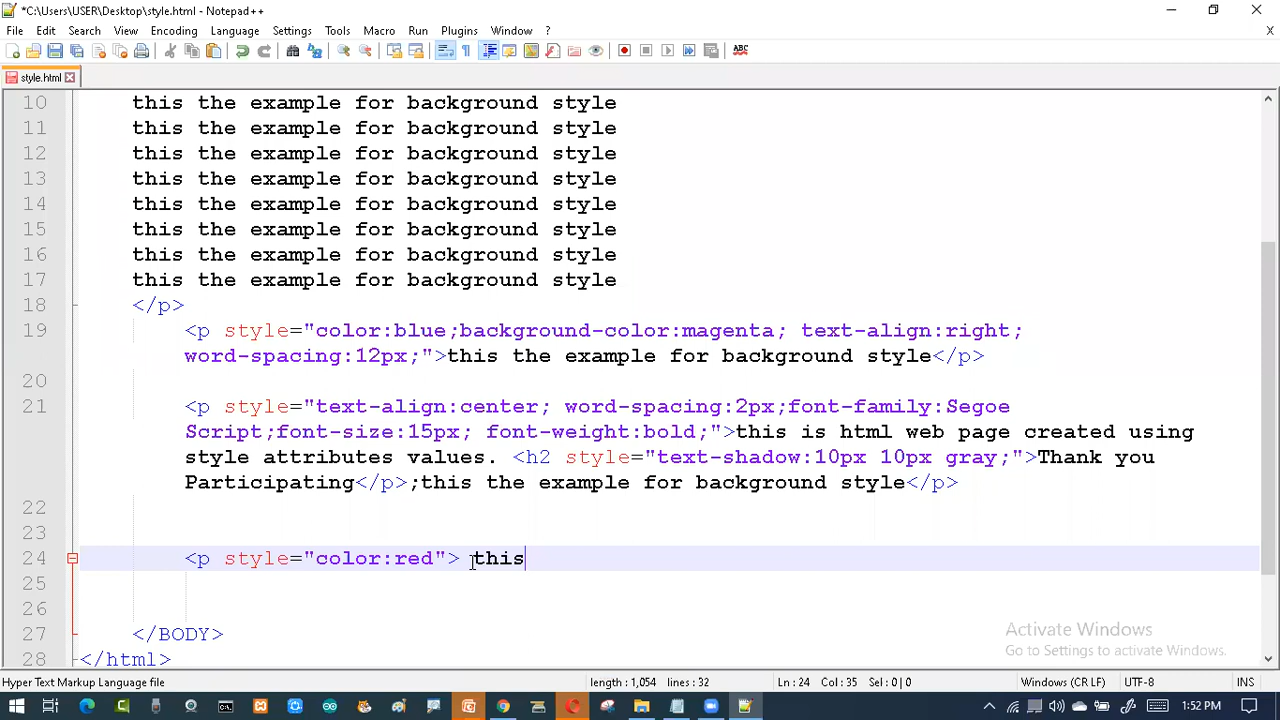 *C:\Users\USER\Desktop\style.html - Notepad++
File Edit Search View Encoding Language Settings Tools Macro Run Plugins Window ?
X
ABC
style.html
10 this the example for background style
11 this the example for background style
12 this the example for background style
13 this the example for background style
14 this the example for background style
15 this the example for background style
16 this the example for background style
17 this the example for background style
18 </p>
19 <p style="color:blue;background-color:magenta; text-align:right;
word-spacing:12px;">this the example for background style</p>
20
21 <p style="text-align:center; word-spacing:2px;font-family:Segoe
Script;font-size:15px; font-weight:bold;">this is html web page created using
style attributes values. <h2 style="text-shadow:10px 10px gray;">Thank you
Participating</p>;this the example for background style</p>
22
23
24 <p style="color:red"> this
25
26
27 </BODY>
28 </html>
Activate Windows
Go to Settings to activate Windows.
Hyper Text Markup Language file length : 1,054 lines : 32 Ln : 24 Col : 35 Sel : 0 | 0 Windows (CR LF) UTF-8 INS
1:52 PM